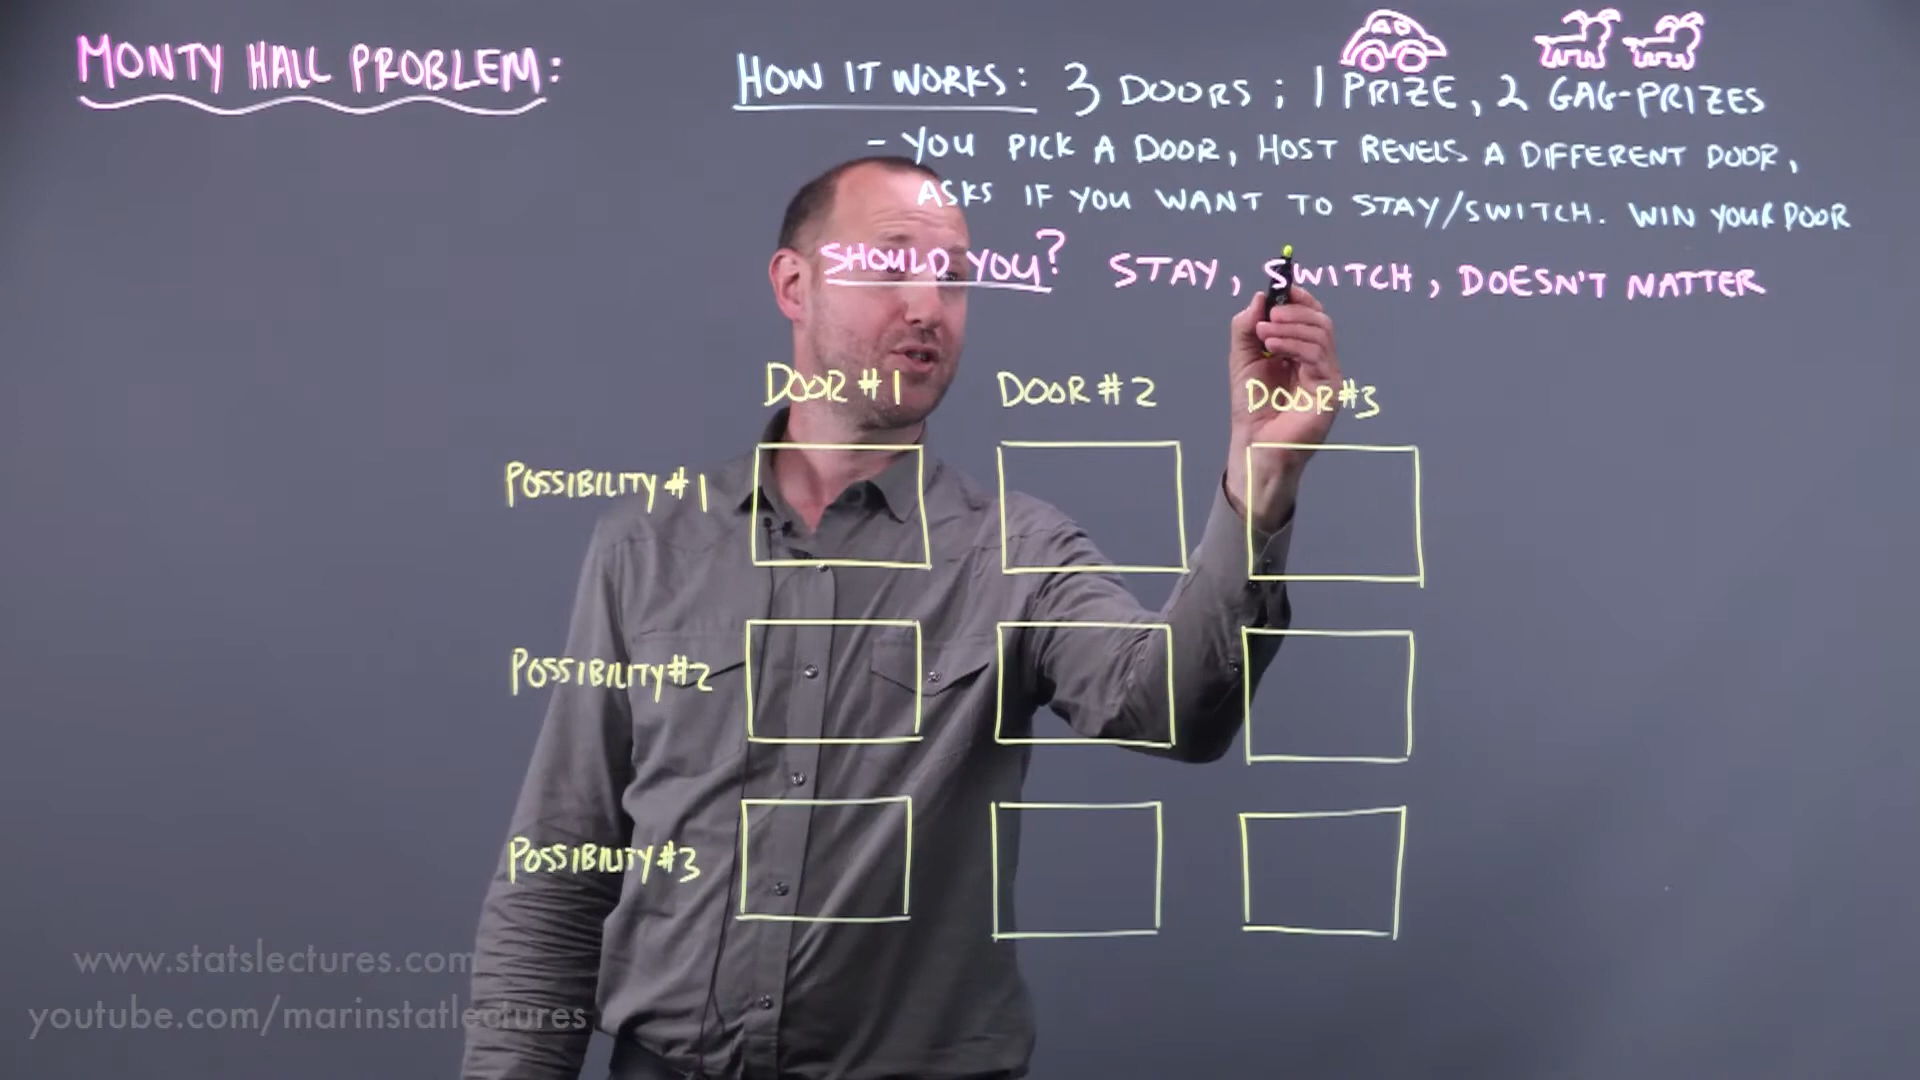 MONTY HALL PROBLEM:
HOW IT WORKS: 3 DOORS; 1 PRIZE, 2 GAG-PRIZES
- YOU PICK A DOOR, HOST REVELS A DIFFERENT DOOR,
ASKS IF YOU WANT TO STAY/SWITCH. WIN YOUR DOOR
SHOULD YOU? STAY, SWITCH, DOESN'T MATTER
DOOR #1 DOOR #2 DOOR #3
POSSIBILITY #1
POSSIBILITY #2
POSSIBILITY #3
www.statslectures.com
youtube.com/marinstatlectures